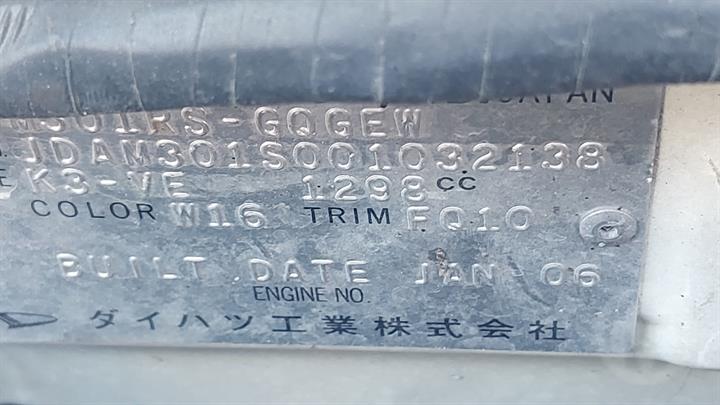 JAPAN
M301RS-GQGEW
JDAM301S001032138
K3-VE 1298 CC
COLOR W16 TRIM FQ10
BUILT DATE JAN 06
ENGINE NO.
ダイハツ工業株式会社